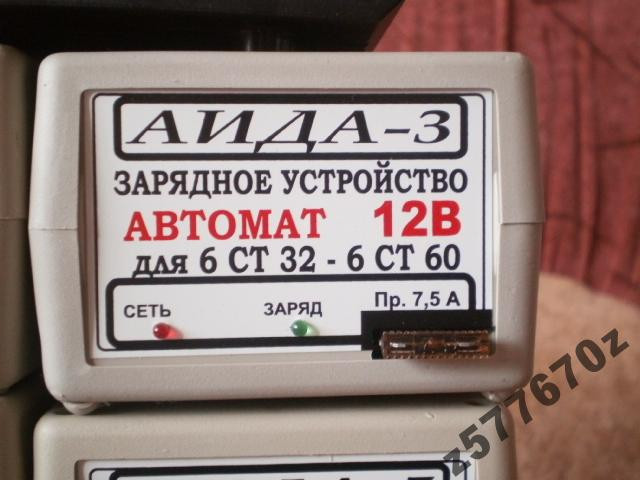 АИДА-3
ЗАРЯДНОЕ УСТРОЙСТВО
АВТОМАТ 12В
для 6 СТ 32 - 6 СТ 60
СЕТЬ ЗАРЯД Пр. 7,5 А
z577670z